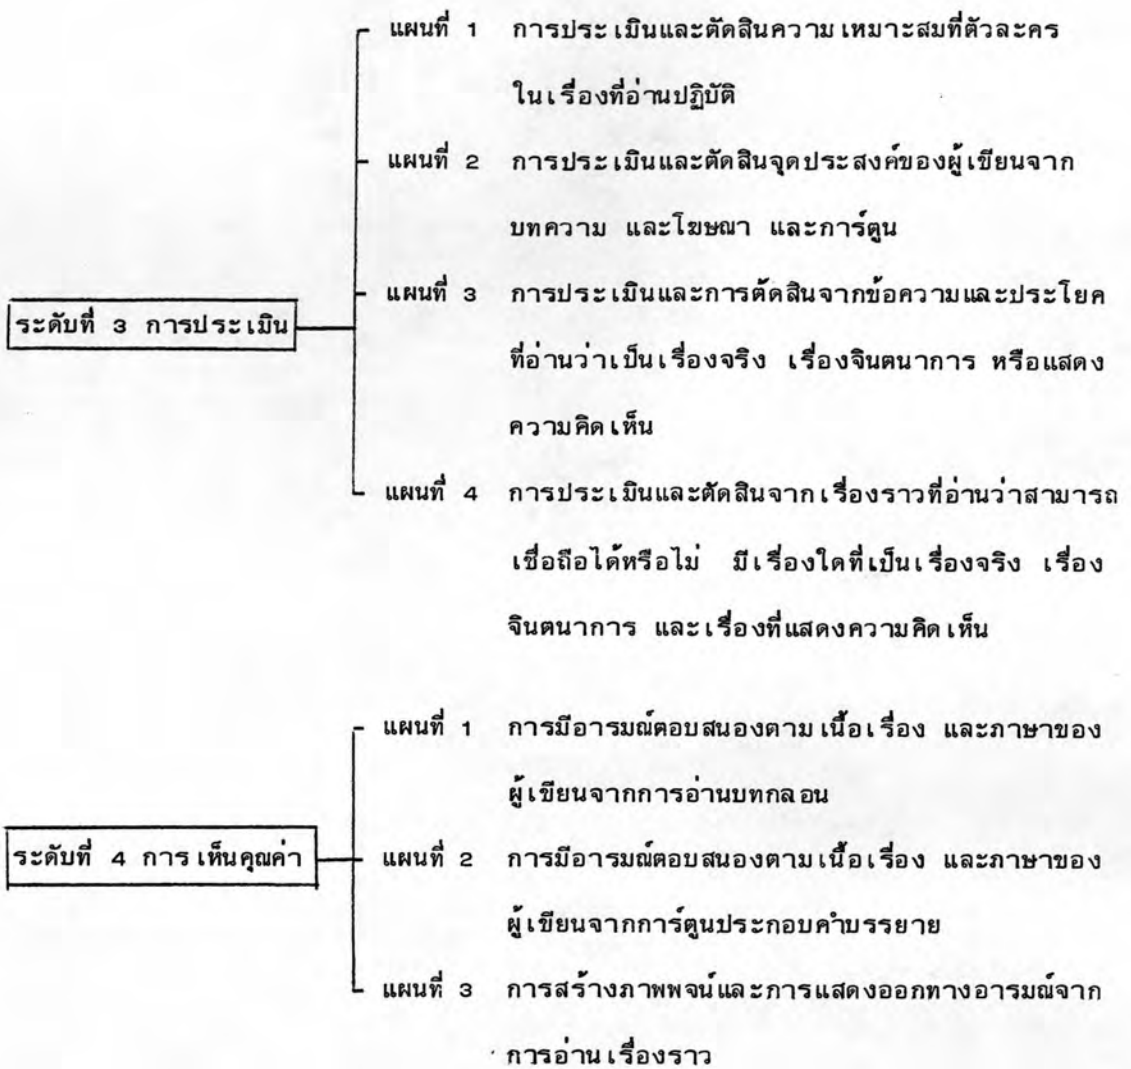 แผนที่ 1 การประเมินและตัดสินความเหมาะสมที่ตัวละคร
ในเรื่องที่อ่านปฏิบัติ
แผนที่ 2 การประเมินและตัดสินจุดประสงค์ของผู้เขียนจาก
บทความ และโฆษณา และการ์ตูน
แผนที่ 3 การประเมินและการตัดสินจากข้อความและประโยค
ระดับที่ 3 การประเมิน
ที่อ่านว่าเป็นเรื่องจริง เรื่องจินตนาการ หรือแสดง
ความคิดเห็น
แผนที่ 4 การประเมินและตัดสินจากเรื่องราวที่อ่านว่าสามารถ
เชื่อถือได้หรือไม่ มีเรื่องใดที่เป็นเรื่องจริง เรื่อง
จินตนาการ และเรื่องที่แสดงความคิดเห็น
แผนที่ 1 การมีอารมณ์ตอบสนองตามเนื้อเรื่อง และภาษาของ
ผู้เขียนจากการอ่านบทกลอน
ระดับที่ 4 การเห็นคุณค่า
แผนที่ 2 การมีอารมณ์ตอบสนองตามเนื้อเรื่อง และภาษาของ
ผู้เขียนจากการ์ตูนประกอบคำบรรยาย
แผนที่ 3 การสร้างภาพพจน์และการแสดงออกทางอารมณ์จาก
การอ่านเรื่องราว